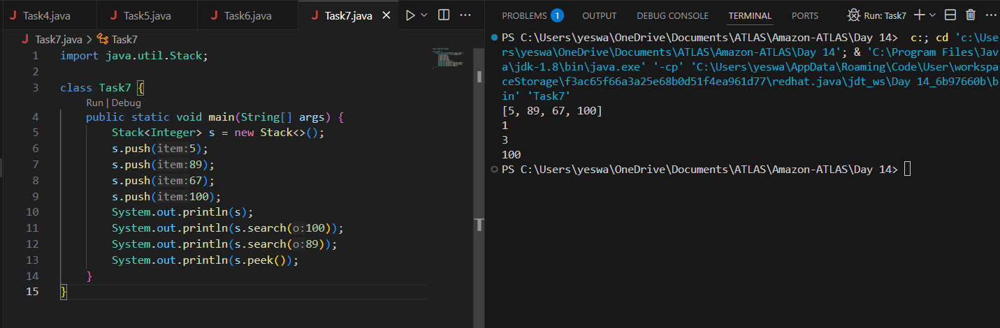 J Task4.java
J Task5.java
J Task6.java
J Task7.java
J Task7.java > Task7
1 import java.util.Stack;
2
3 class Task7 {
Run | Debug
4 public static void main(String[] args) {
5 Stack<Integer> s = new Stack<>();
6 s.push(item:5);
7 s.push(item:89);
8 s.push(item:67);
9 s.push(item:100);
10 System.out.println(s);
11 System.out.println(s.search(o:100));
12 System.out.println(s.search(o:89));
13 System.out.println(s.peek());
14 }
15 }
PROBLEMS 1 OUTPUT DEBUG CONSOLE TERMINAL PORTS Run: Task7
PS C:\Users\yeswa\OneDrive\Documents\ATLAS\Amazon-ATLAS\Day 14> c:; cd 'c:\Use
rs\yeswa\OneDrive\Documents\ATLAS\Amazon-ATLAS\Day 14'; & 'C:\Program Files\Jav
a\jdk-1.8\bin\java.exe' '-cp' 'C:\Users\yeswa\AppData\Roaming\Code\User\workspa
ceStorage\f3ac65f66a3a25e68b0d51f4ea961d77\redhat.java\jdt_ws\Day 14_6b97660b\b
in' 'Task7'
[5, 89, 67, 100]
1
3
100
PS C:\Users\yeswa\OneDrive\Documents\ATLAS\Amazon-ATLAS\Day 14>